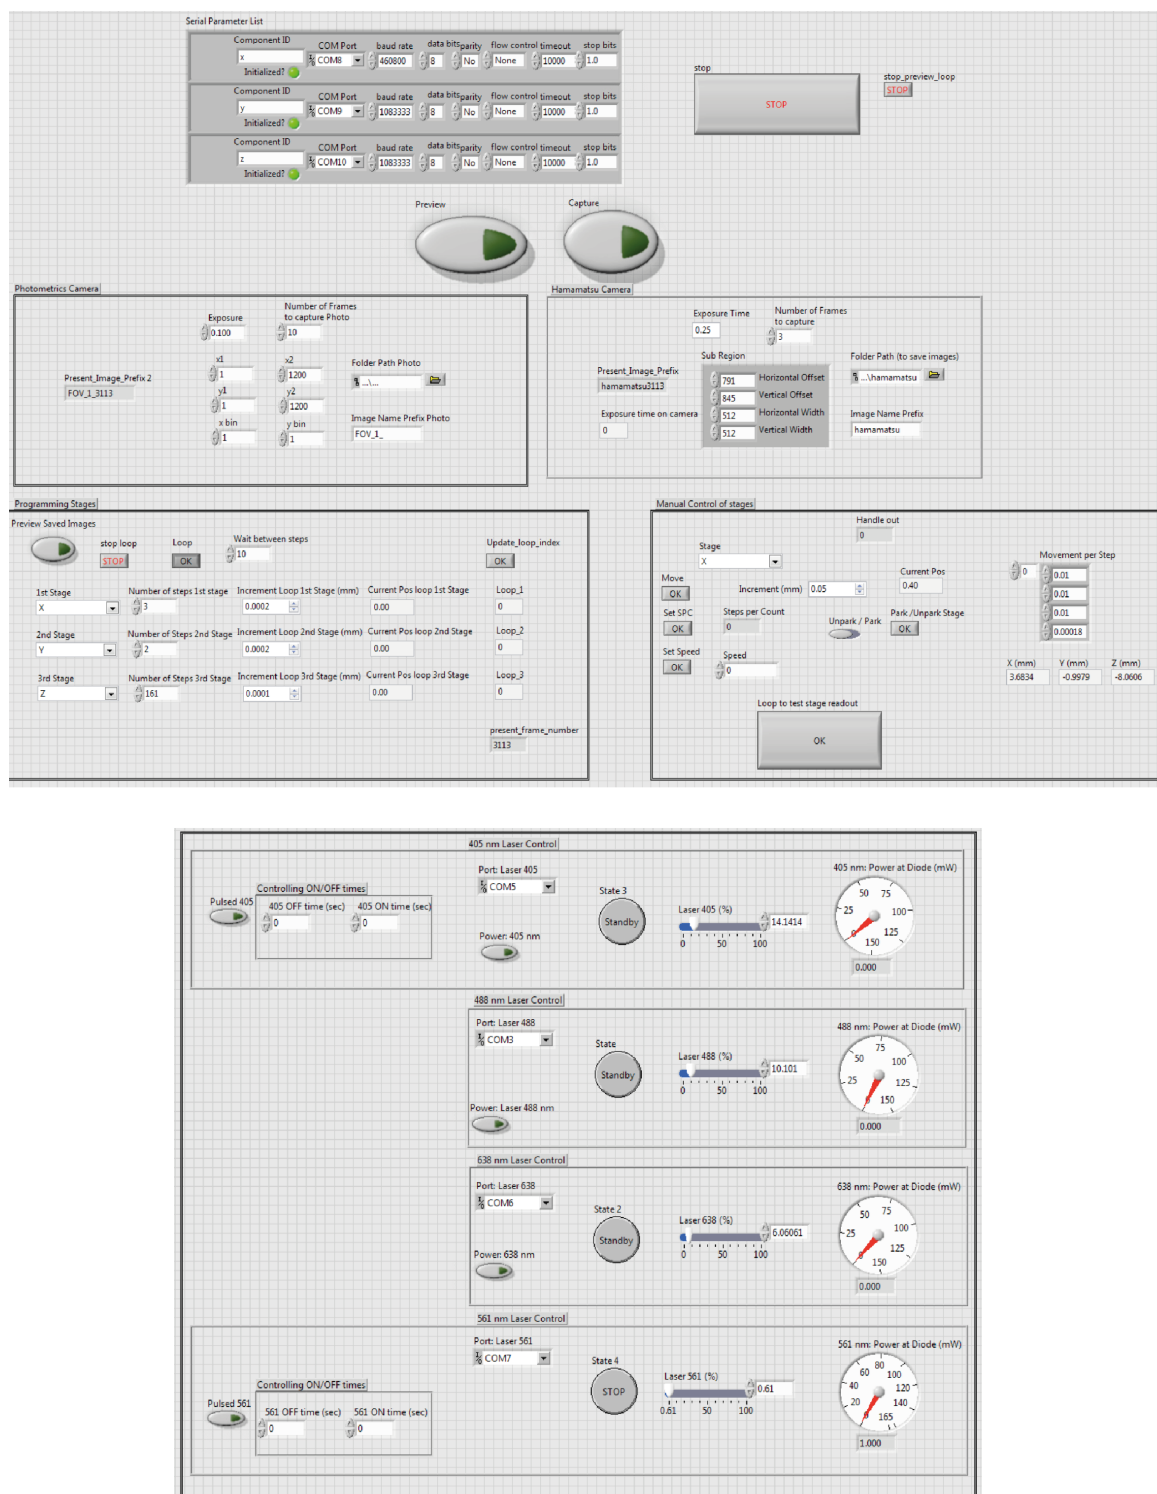 Serial Parameter List
Component ID COM Port baud rate data bits parity flow control timeout stop bits
x COM8 460800 8 No None 10000 1.0
Initialized?
Component ID COM Port baud rate data bits parity flow control timeout stop bits
y COM9 1083333 8 No None 10000 1.0
Initialized?
Component ID COM Port baud rate data bits parity flow control timeout stop bits
z COM10 1083333 8 No None 10000 1.0
Initialized?
stop
STOP
stop_preview_loop
STOP
Preview Capture
Photometrics Camera
Exposure
0.100
Number of Frames
to capture Photo
10
x1 x2
1 1200
y1 y2
1 1200
x bin y bin
1 1
Present_Image_Prefix 2
FOV_1_3113
Folder Path Photo
...\...
Image Name Prefix Photo
FOV_1_
Hamamatsu Camera
Exposure Time
0.25
Number of Frames
to capture
3
Present_Image_Prefix
hamamatsu3113
Exposure time on camera
0
Sub Region
791 Horizontal Offset
845 Vertical Offset
512 Horizontal Width
512 Vertical Width
Folder Path (to save images)
...\hamamatsu
Image Name Prefix
hamamatsu
Programming Stages
Preview Saved Images
stop loop
STOP
Loop
OK
Wait between steps
10
Update_loop_index
OK
1st Stage Number of steps 1st stage Increment Loop 1st Stage (mm) Current Pos loop 1st Stage Loop_1
X 3 0.0002 0.00 0
2nd Stage Number of Steps 2nd Stage Increment Loop 2nd Stage (mm) Current Pos loop 2nd Stage Loop_2
Y 2 0.0002 0.00 0
3rd Stage Number of Steps 3rd Stage Increment Loop 3rd Stage (mm) Current Pos loop 3rd Stage Loop_3
Z 161 0.0001 0.00 0
present_frame_number
3113
Manual Control of stages
Handle out
0
Stage
X
Move
OK
Increment (mm) 0.05
Current Pos
0.40
Set SPC
OK
Steps per Count
0
Unpark / Park
Park /Unpark Stage
OK
Set Speed
OK
Speed
0
Movement per Step
0 0.01
0.01
0.01
0.00018
X (mm) Y (mm) Z (mm)
3.6834 -0.9979 -8.0606
Loop to test stage readout
OK
405 nm Laser Control
Pulsed 405
Controlling ON/OFF times
405 OFF time (sec) 405 ON time (sec)
0 0
Port: Laser 405
COM5
Power: 405 nm
State 3
Standby
Laser 405 (%)
14.1414
0 50 100
405 nm: Power at Diode (mW)
0 25 50 75 100 125 150
0.000
488 nm Laser Control
Port: Laser 488
COM3
Power: Laser 488 nm
State
Standby
Laser 488 (%)
10.101
0 50 100
488 nm: Power at Diode (mW)
0 25 50 75 100 125 150
0.000
638 nm Laser Control
Port: Laser 638
COM6
Power: 638 nm
State 2
Standby
Laser 638 (%)
6.06061
0 50 100
638 nm: Power at Diode (mW)
0 25 50 75 100 125 150
0.000
561 nm Laser Control
Pulsed 561
Controlling ON/OFF times
561 OFF time (sec) 561 ON time (sec)
0 0
Port: Laser 561
COM7
State 4
STOP
Laser 561 (%)
0.61
0.61 50 100
561 nm: Power at Diode (mW)
0 20 40 60 80 100 120 140 165
1.000